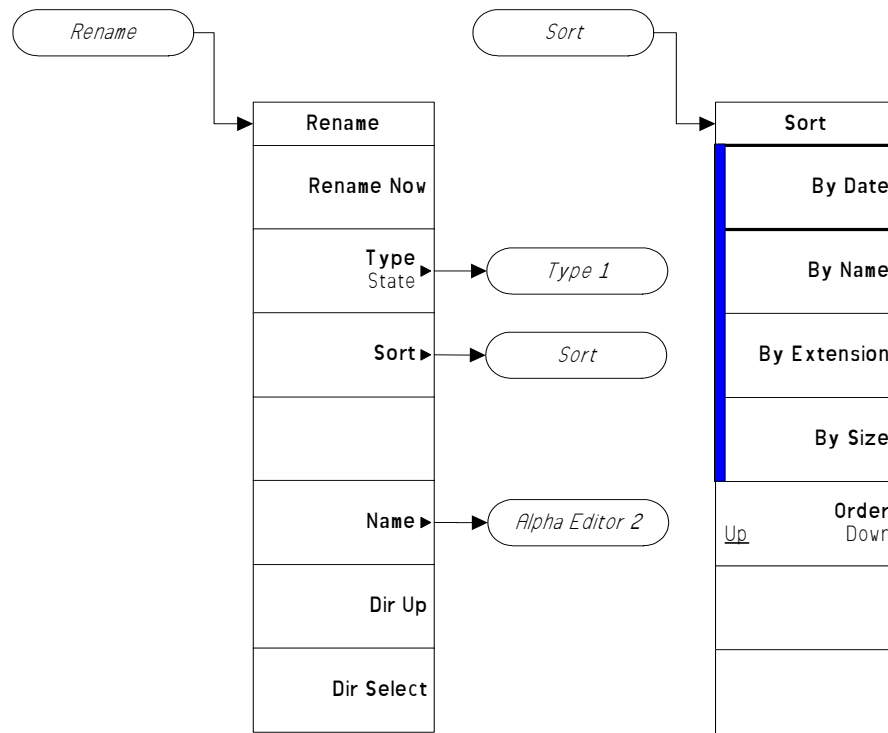 Rename
Sort
Rename
Rename Now
Type
State
Type 1
Sort
Sort
Name
Alpha Editor 2
Dir Up
Dir Select
Sort
By Date
By Name
By Extension
By Size
Order
Up Down